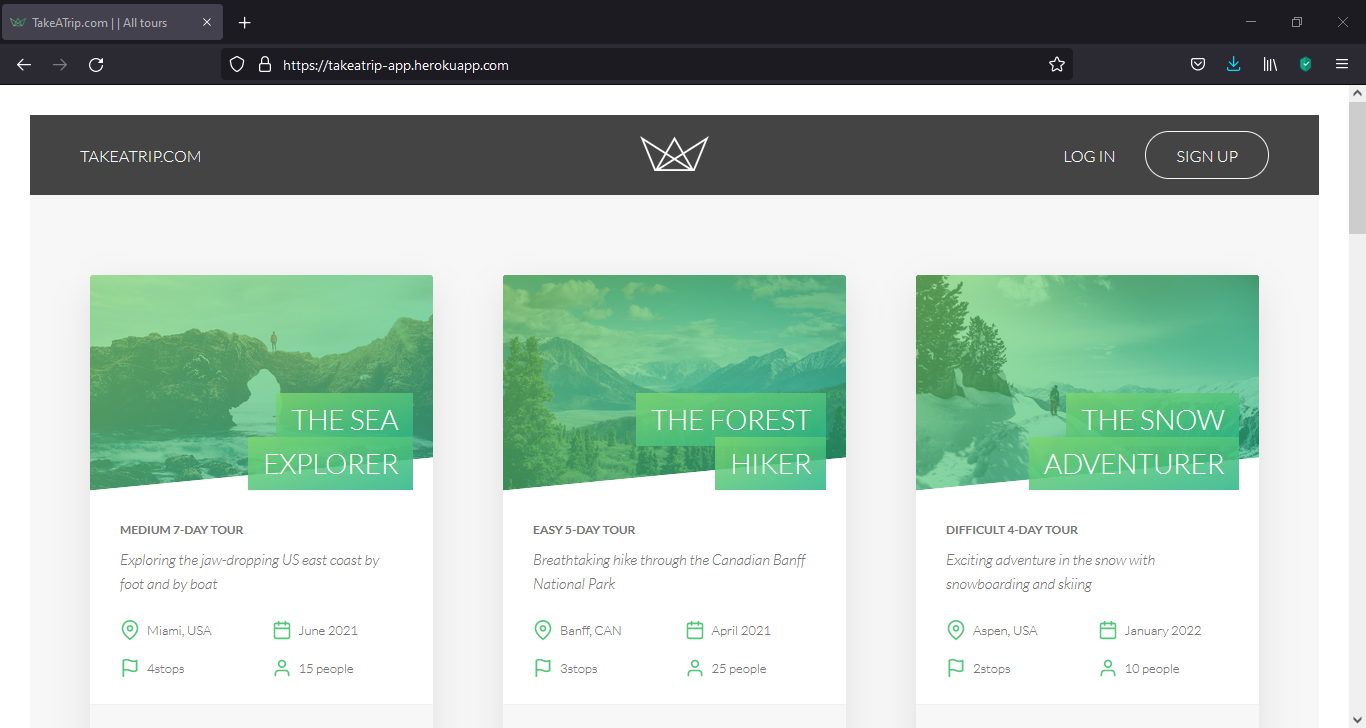 TakeATrip.com | | All tours
https://takeatrip-app.herokuapp.com
TAKEATRIP.COM
LOG IN
SIGN UP
THE SEA
EXPLORER
MEDIUM 7-DAY TOUR
Exploring the jaw-dropping US east coast by
foot and by boat
Miami, USA
June 2021
4stops
15 people
THE FOREST
HIKER
EASY 5-DAY TOUR
Breathtaking hike through the Canadian Banff
National Park
Banff, CAN
April 2021
3stops
25 people
THE SNOW
ADVENTURER
DIFFICULT 4-DAY TOUR
Exciting adventure in the snow with
snowboarding and skiing
Aspen, USA
January 2022
2stops
10 people